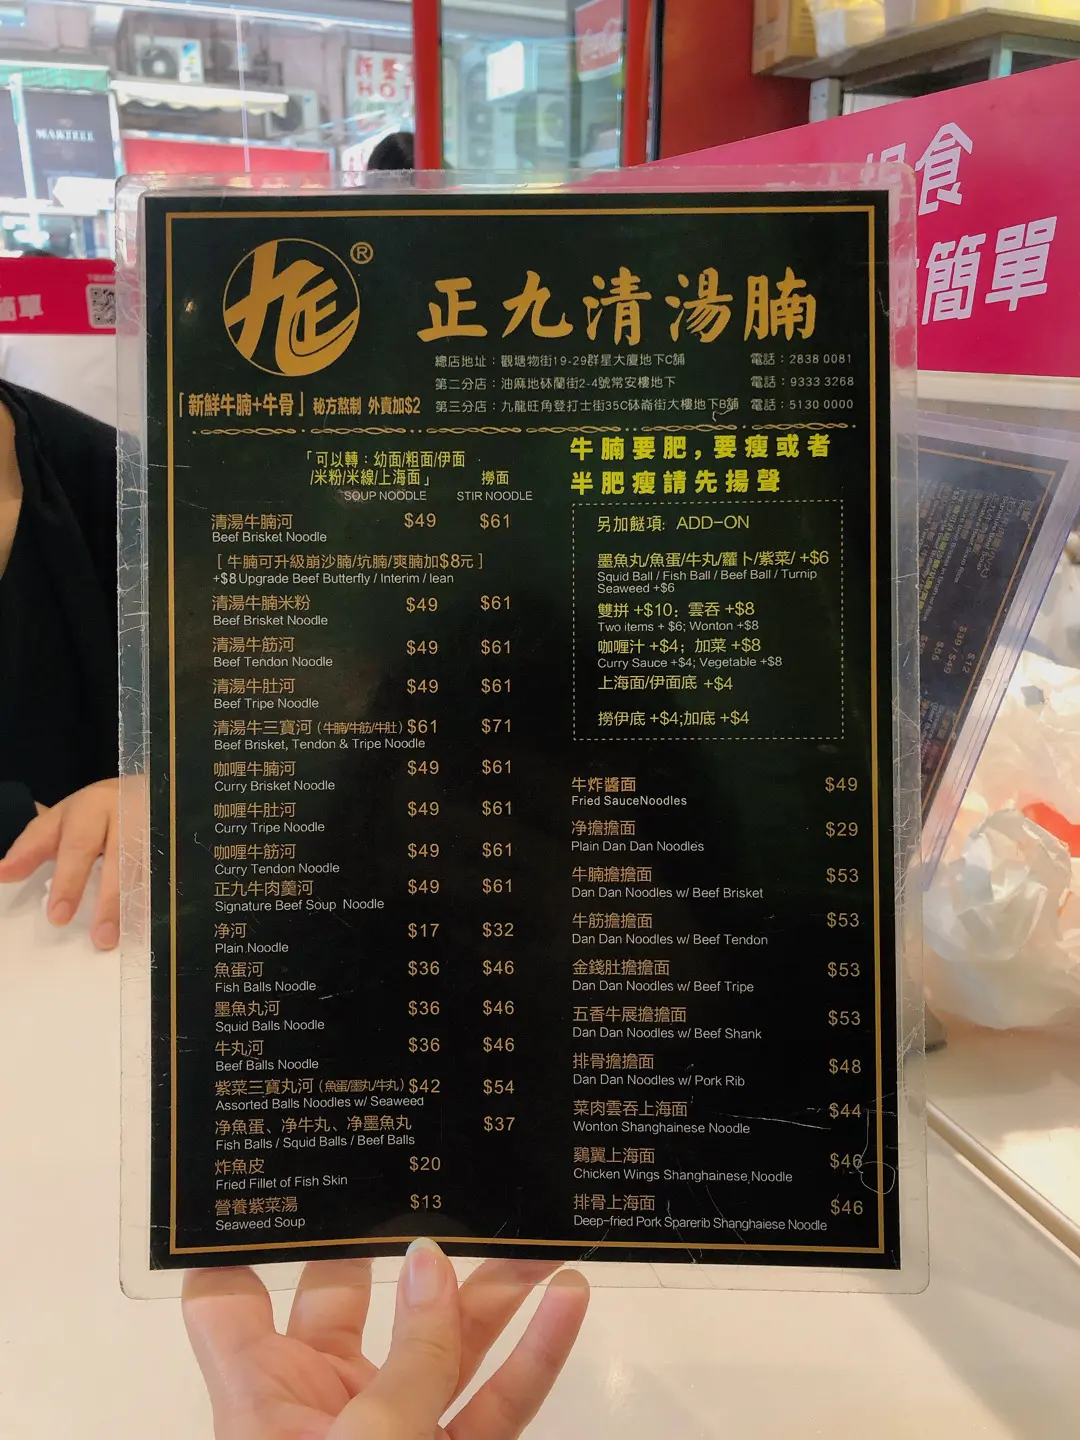 MARTELL
HOT
Coca-Cola
食
簡單
簡單
九正®
正九清湯腩
總店地址：觀塘物街19-29群星大廈地下C舖 電話：2838 0081
第二分店：油麻地砵蘭街2-4號常安樓地下 電話：9333 3268
第三分店：九龍旺角登打士街35C砵崙街大樓地下B舖 電話：5130 0000
「新鮮牛腩+牛骨」秘方熬制 外賣加$2
「可以轉：幼面/粗面/伊面
/米粉/米線/上海面」 撈面
SOUP NOODLE STIR NOODLE
清湯牛腩河 $49 $61
Beef Brisket Noodle
[ 牛腩可升級崩沙腩/坑腩/爽腩加$8元 ]
+$8 Upgrade Beef Butterfly / Interim / lean
清湯牛腩米粉 $49 $61
Beef Brisket Noodle
清湯牛筋河 $49 $61
Beef Tendon Noodle
清湯牛肚河 $49 $61
Beef Tripe Noodle
清湯牛三寶河 (牛腩/牛筋/牛肚) $61 $71
Beef Brisket, Tendon & Tripe Noodle
咖喱牛腩河 $49 $61
Curry Brisket Noodle
咖喱牛肚河 $49 $61
Curry Tripe Noodle
咖喱牛筋河 $49 $61
Curry Tendon Noodle
正九牛肉羹河 $49 $61
Signature Beef Soup Noodle
净河 $17 $32
Plain Noodle
魚蛋河 $36 $46
Fish Balls Noodle
墨魚丸河 $36 $46
Squid Balls Noodle
牛丸河 $36 $46
Beef Balls Noodle
紫菜三寶丸河 (魚蛋/墨丸/牛丸) $42 $54
Assorted Balls Noodles w/ Seaweed
净魚蛋、净牛丸、净墨魚丸 $37
Fish Balls / Squid Balls / Beef Balls
炸魚皮 $20
Fried Fillet of Fish Skin
營養紫菜湯 $13
Seaweed Soup
牛腩要肥，要瘦或者
半肥瘦請先揚聲
另加餸項: ADD-ON
墨魚丸/魚蛋/牛丸/蘿卜/紫菜/ +$6
Squid Ball / Fish Ball / Beef Ball / Turnip
Seaweed +$6
雙拼 +$10; 雲吞 +$8
Two items + $6; Wonton +$8
咖喱汁 +$4; 加菜 +$8
Curry Sauce +$4; Vegetable +$8
上海面/伊面底 +$4
撈伊底 +$4;加底 +$4
牛炸醬面 $49
Fried SauceNoodles
净擔擔面 $29
Plain Dan Dan Noodles
牛腩擔擔面 $53
Dan Dan Noodles w/ Beef Brisket
牛筋擔擔面 $53
Dan Dan Noodles w/ Beef Tendon
金錢肚擔擔面 $53
Dan Dan Noodles w/ Beef Tripe
五香牛展擔擔面 $53
Dan Dan Noodles w/ Beef Shank
排骨擔擔面 $48
Dan Dan Noodles w/ Pork Rib
菜肉雲吞上海面 $44
Wonton Shanghainese Noodle
鷄翼上海面 $46
Chicken Wings Shanghainese Noodle
排骨上海面 $46
Deep-fried Pork Sparerib Shanghaiese Noodle